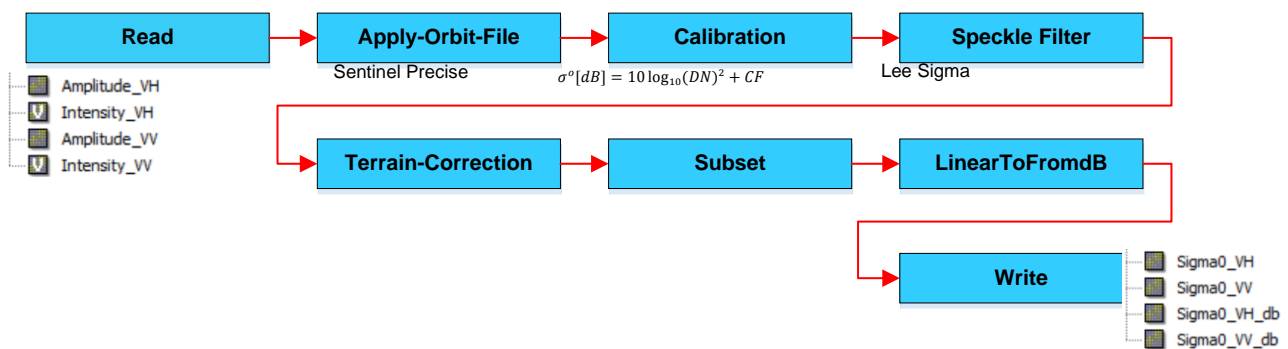 Read
Apply-Orbit-File
Calibration
Speckle Filter
Sentinel Precise
σᵒ[dB] = 10 log₁₀(DN)² + CF
Lee Sigma
Amplitude_VH
Intensity_VH
Amplitude_VV
Intensity_VV
Terrain-Correction
Subset
LinearToFromdB
Write
Sigma0_VH
Sigma0_VV
Sigma0_VH_db
Sigma0_VV_db